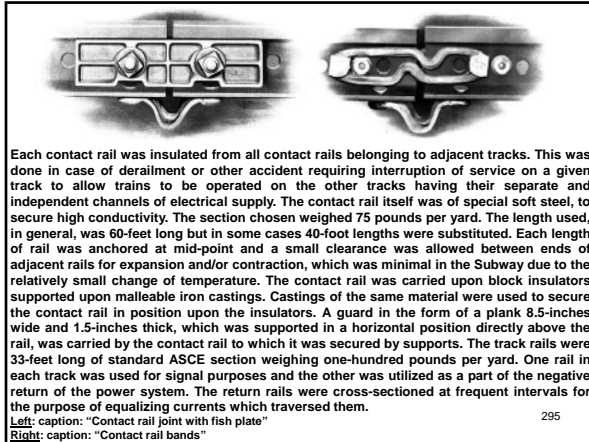 Each contact rail was insulated from all contact rails belonging to adjacent tracks. This was
done in case of derailment or other accident requiring interruption of service on a given
track to allow trains to be operated on the other tracks having their separate and
independent channels of electrical supply. The contact rail itself was of special soft steel, to
secure high conductivity. The section chosen weighed 75 pounds per yard. The length used,
in general, was 60-feet long but in some cases 40-foot lengths were substituted. Each length
of rail was anchored at mid-point and a small clearance was allowed between ends of
adjacent rails for expansion and/or contraction, which was minimal in the Subway due to the
relatively small change of temperature. The contact rail was carried upon block insulators
supported upon malleable iron castings. Castings of the same material were used to secure
the contact rail in position upon the insulators. A guard in the form of a plank 8.5-inches
wide and 1.5-inches thick, which was supported in a horizontal position directly above the
rail, was carried by the contact rail to which it was secured by supports. The track rails were
33-feet long of standard ASCE section weighing one-hundred pounds per yard. One rail in
each track was used for signal purposes and the other was utilized as a part of the negative
return of the power system. The return rails were cross-sectioned at frequent intervals for
the purpose of equalizing currents which traversed them.
Left: caption: “Contact rail joint with fish plate”
Right: caption: “Contact rail bands”
295